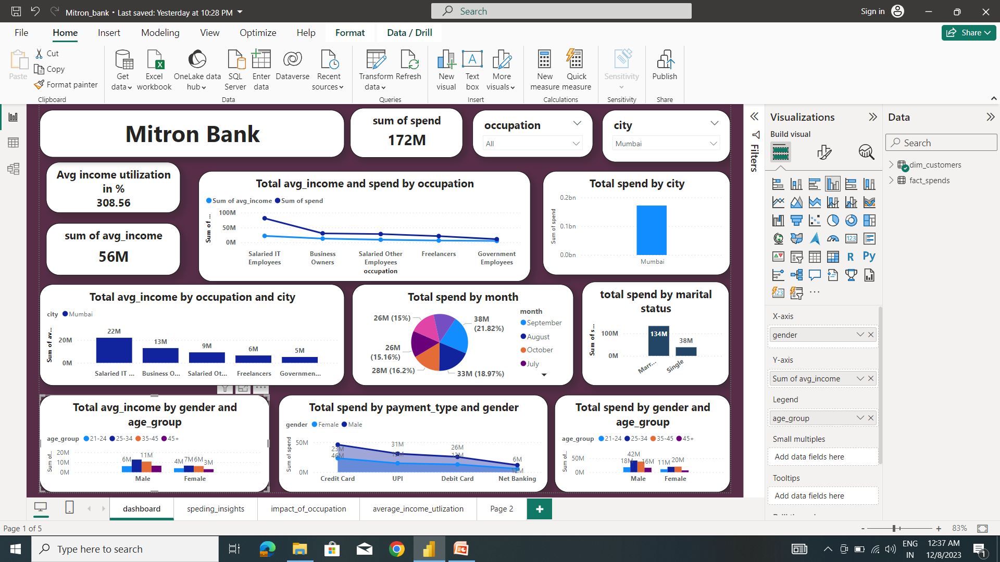 Mitron_bank • Last saved: Yesterday at 10:28 PM
Search
Sign in
File
Home
Insert
Modeling
View
Optimize
Help
Format
Data / Drill
Share
Paste
Cut
Copy
Format painter
Clipboard
Get data
Excel workbook
OneLake data hub
SQL Server
Enter data
Dataverse
Recent sources
Data
Transform data
Refresh
Queries
New visual
Text box
More visuals
Insert
New measure
Quick measure
Calculations
Sensitivity
Sensitivity
Publish
Share
Mitron Bank
sum of spend
172M
occupation
All
city
Mumbai
Avg income utilization
in %
308.56
sum of avg_income
56M
Total avg_income and spend by occupation
Sum of avg_income Sum of spend
Sum of ...
100M
50M
0M
Salaried IT Employees
Business Owners
Salaried Other Employees
Freelancers
Government Employees
occupation
Total spend by city
Sum of spend
0.2bn
0.1bn
0.0bn
Mumbai
Total avg_income by occupation and city
city Mumbai
Sum of av...
20M
0M
22M
13M
9M
6M
5M
Salaried IT ...
Business O...
Salaried Ot...
Freelancers
Governmen...
Total spend by month
26M (15%)
38M
(21.82%)
26M
(15.16%)
28M (16.2%)
33M (18.97%)
month
September
August
October
July
total spend by marital
status
Sum of s...
100M
0M
134M
38M
Marr...
Single
Total avg_income by gender and
age_group
age_group 21-24 25-34 35-45 45+
Sum of...
20M
10M
0M
6M
11M
4M
7M
6M
3M
Male
Female
Total spend by payment_type and gender
gender Female Male
Sum of spend
50M
0M
23M
46M
31M
26M
6M
12M
Credit Card
UPI
Debit Card
Net Banking
Total spend by gender and
age_group
age_group 21-24 25-34 35-45 45+
Sum of...
50M
0M
18M
42M
16M
11M
20M
Male
Female
Filters
Visualizations
Build visual
123
R
Py
123
X-axis
gender
Y-axis
Sum of avg_income
Legend
age_group
Small multiples
Add data fields here
Tooltips
Add data fields here
Data
Search
dim_customers
fact_spends
dashboard
speding_insights
impact_of_occupation
average_income_utlization
Page 2
Page 1 of 5
- + 83%
Type here to search
ENG
IN
12:37 AM
12/8/2023
1